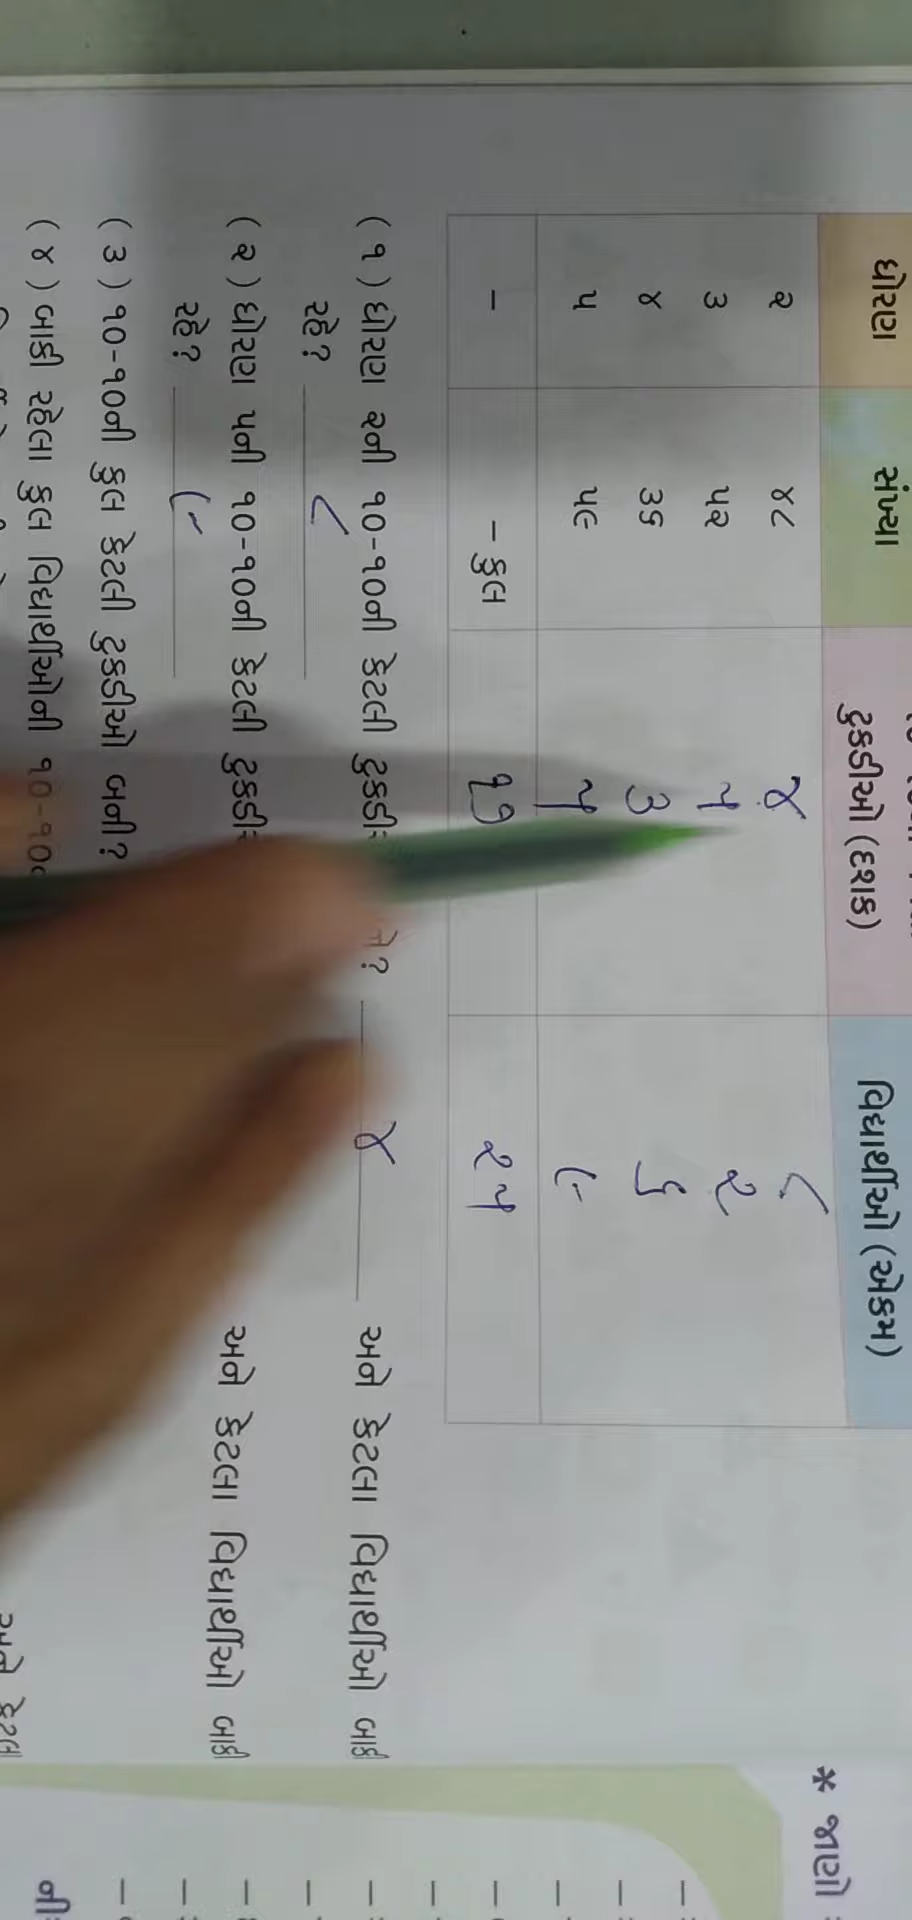 ધોરણ સંખ્યા ટુકડીઓ (દશક) વિદ્યાર્થીઓ (એકમ)
૨ ૪૮ ૪ ૮
૩ ૫૨ ૫ ૨
૪ ૩૬ ૩ ૬
૫ ૫૯ ૫ ૯
– – કુલ ૧૭ ૨૫
(૧) ધોરણ ૨ની ૧૦-૧૦ની કેટલી ૪ અને કેટલા વિદ્યાર્થીઓ બાકી
રહે? ૮
(૨) ધોરણ ૫ની ૧૦-૧૦ની કેટલી અને કેટલા વિદ્યાર્થીઓ બાકી
રહે? ૯
(૩) ૧૦-૧૦ની કુલ કેટલી ટુકડીઓ બની?
(૪) બાકી રહેલા કુલ વિદ્યાર્થીઓની ૧૦-૧૦ અને કેટલા
* જાણો